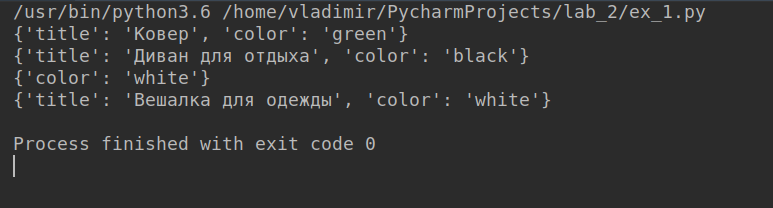 /usr/bin/python3.6 /home/vladimir/PycharmProjects/lab_2/ex_1.py
{'title': 'Ковер', 'color': 'green'}
{'title': 'Диван для отдыха', 'color': 'black'}
{'color': 'white'}
{'title': 'Вешалка для одежды', 'color': 'white'}
Process finished with exit code 0